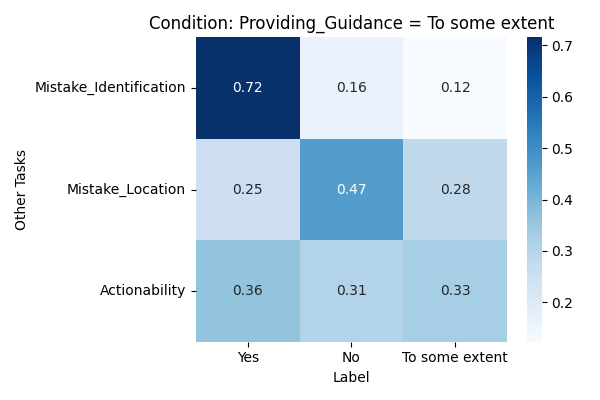 Condition: Providing_Guidance = To some extent
Mistake_Identification
0.72 0.16 0.12
Mistake_Location
0.25 0.47 0.28
Actionability
0.36 0.31 0.33
Other Tasks
Yes No To some extent
Label
0.7
0.6
0.5
0.4
0.3
0.2